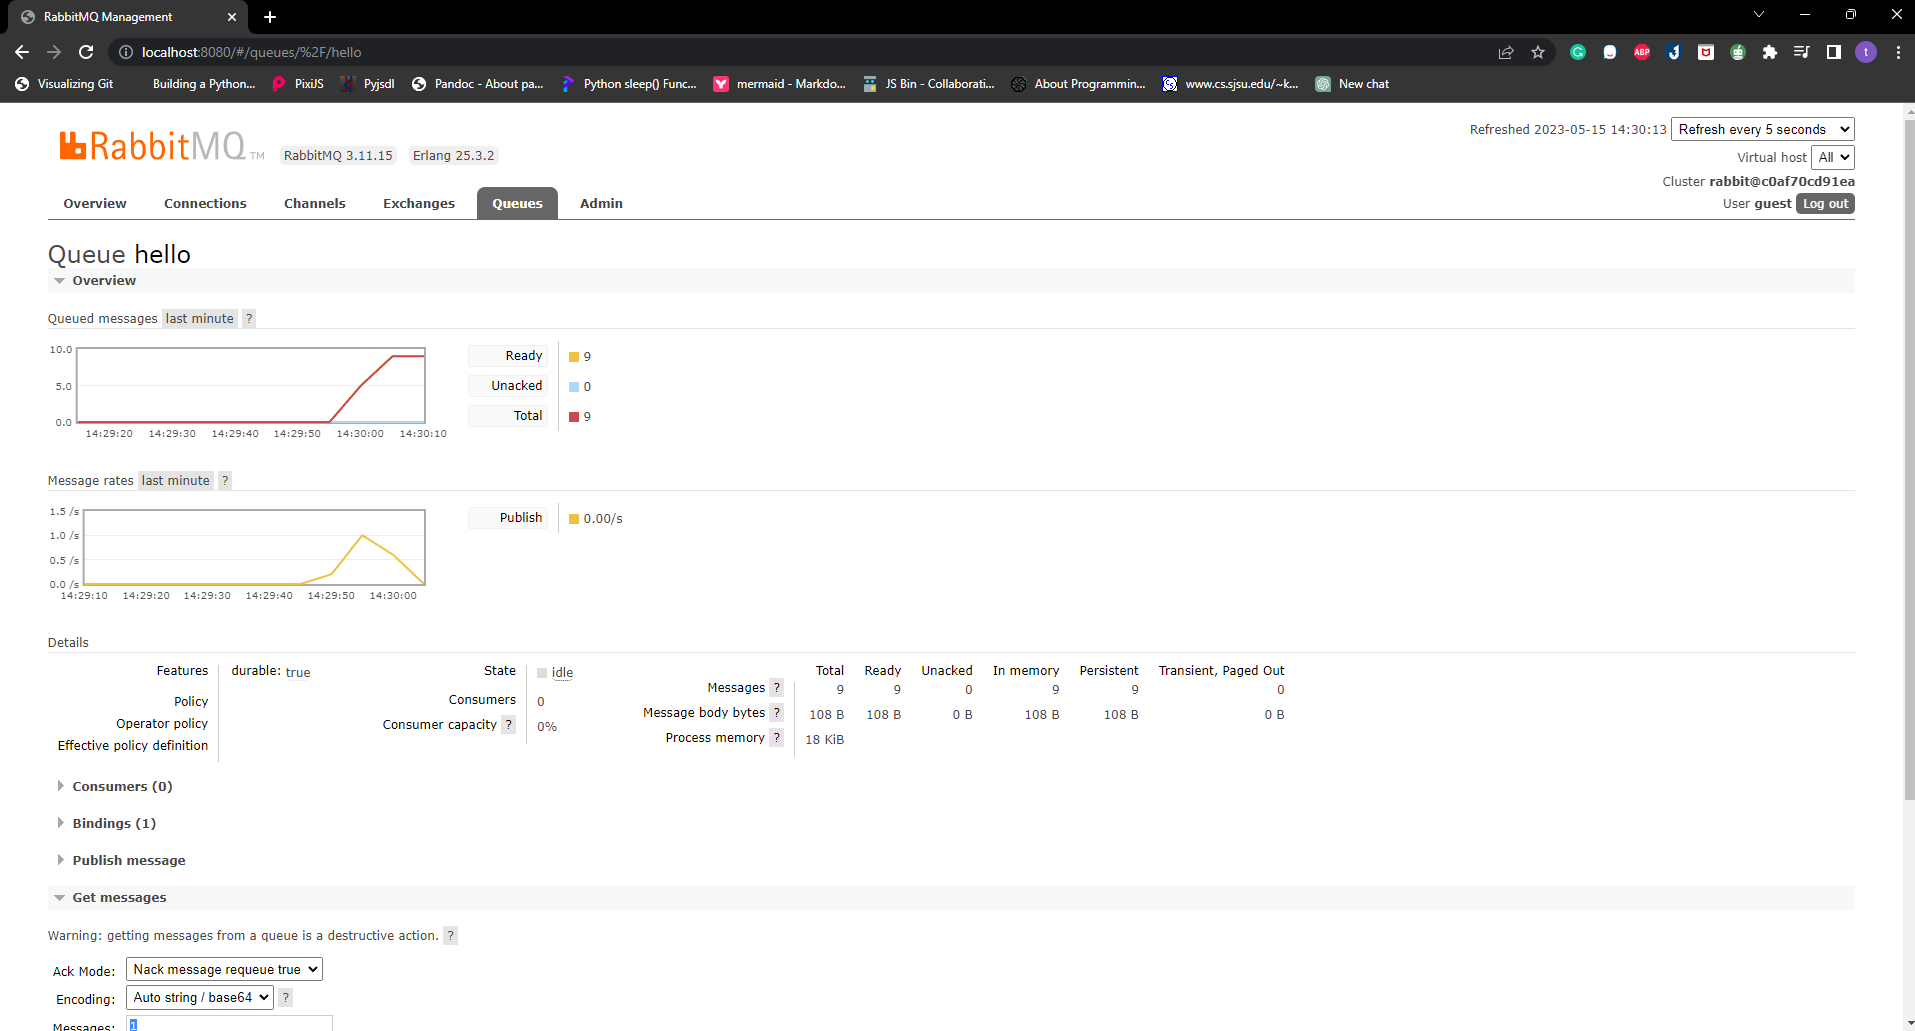 RabbitMQ Management
localhost:8080/#/queues/%2F/hello
Visualizing Git
Building a Python...
PixiJS
Pyjsdl
Pandoc - About pa...
Python sleep() Func...
mermaid - Markdo...
JS Bin - Collaborati...
About Programmin...
www.cs.sjsu.edu/~k...
New chat
RabbitMQ TM
RabbitMQ 3.11.15 Erlang 25.3.2
Refreshed 2023-05-15 14:30:13 Refresh every 5 seconds
Virtual host All
Cluster rabbit@c0af70cd91ea
User guest Log out
Overview Connections Channels Exchanges Queues Admin
Queue hello
Overview
Queued messages last minute ?
10.0
5.0
0.0
14:29:20 14:29:30 14:29:40 14:29:50 14:30:00 14:30:10
Ready 9
Unacked 0
Total 9
Message rates last minute ?
1.5 /s
1.0 /s
0.5 /s
0.0 /s
14:29:10 14:29:20 14:29:30 14:29:40 14:29:50 14:30:00
Publish 0.00/s
Details
Features durable: true
Policy
Operator policy
Effective policy definition
State idle
Consumers 0
Consumer capacity ? 0%
Total Ready Unacked In memory Persistent Transient, Paged Out
Messages ? 9 9 0 9 9 0
Message body bytes ? 108 B 108 B 0 B 108 B 108 B 0 B
Process memory ? 18 KiB
Consumers (0)
Bindings (1)
Publish message
Get messages
Warning: getting messages from a queue is a destructive action. ?
Ack Mode: Nack message requeue true
Encoding: Auto string / base64 ?
Messages: 1